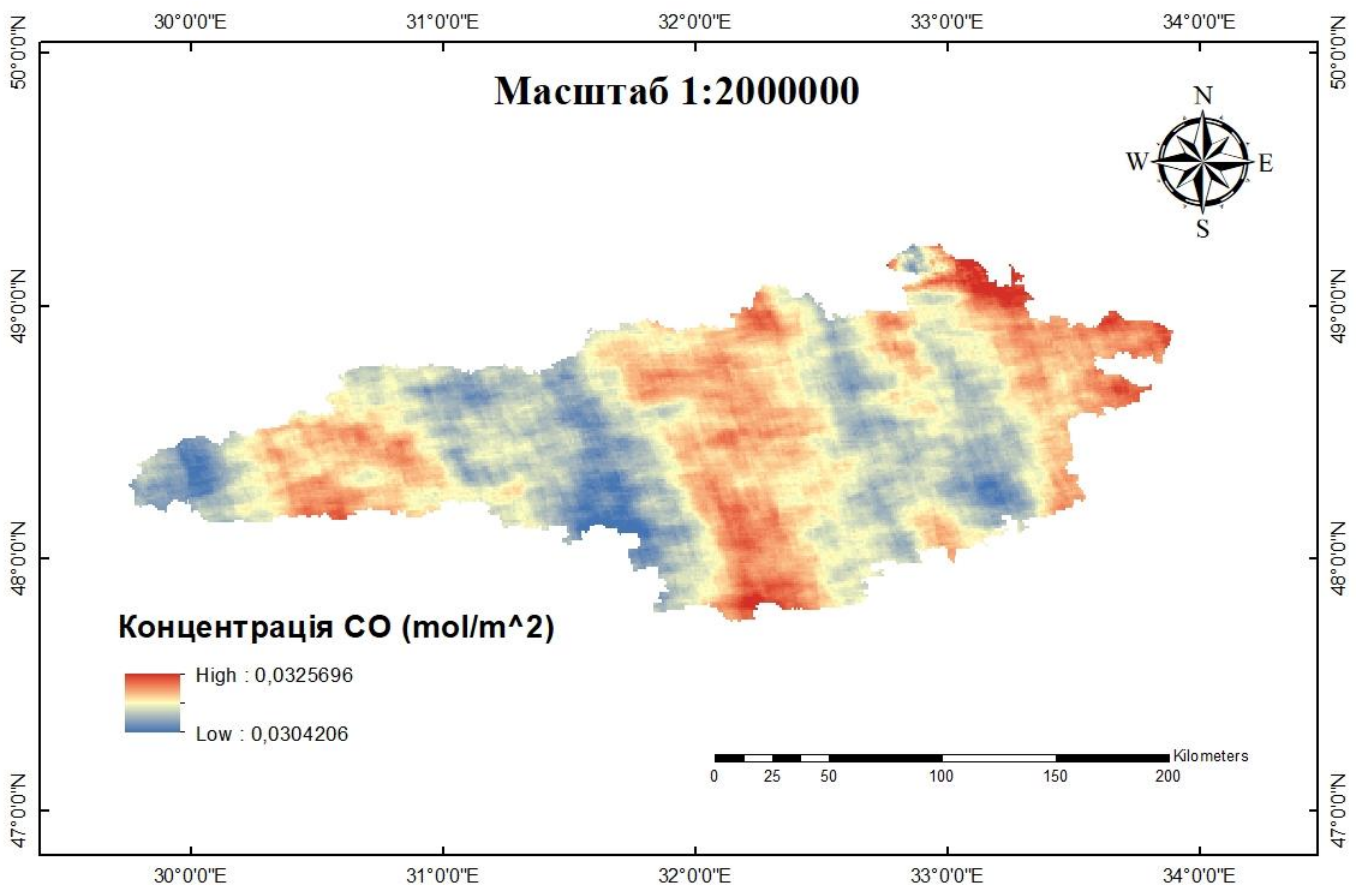 30°0'0"E 31°0'0"E 32°0'0"E 33°0'0"E 34°0'0"E
50°0'0"N 50°0'0"N
Масштаб 1:2000000
N
W E
S
49°0'0"N 49°0'0"N
48°0'0"N 48°0'0"N
Концентрація CO (mol/m^2)
High : 0,0325696
Low : 0,0304206
Kilometers
0 25 50 100 150 200
47°0'0"N 47°0'0"N
30°0'0"E 31°0'0"E 32°0'0"E 33°0'0"E 34°0'0"E